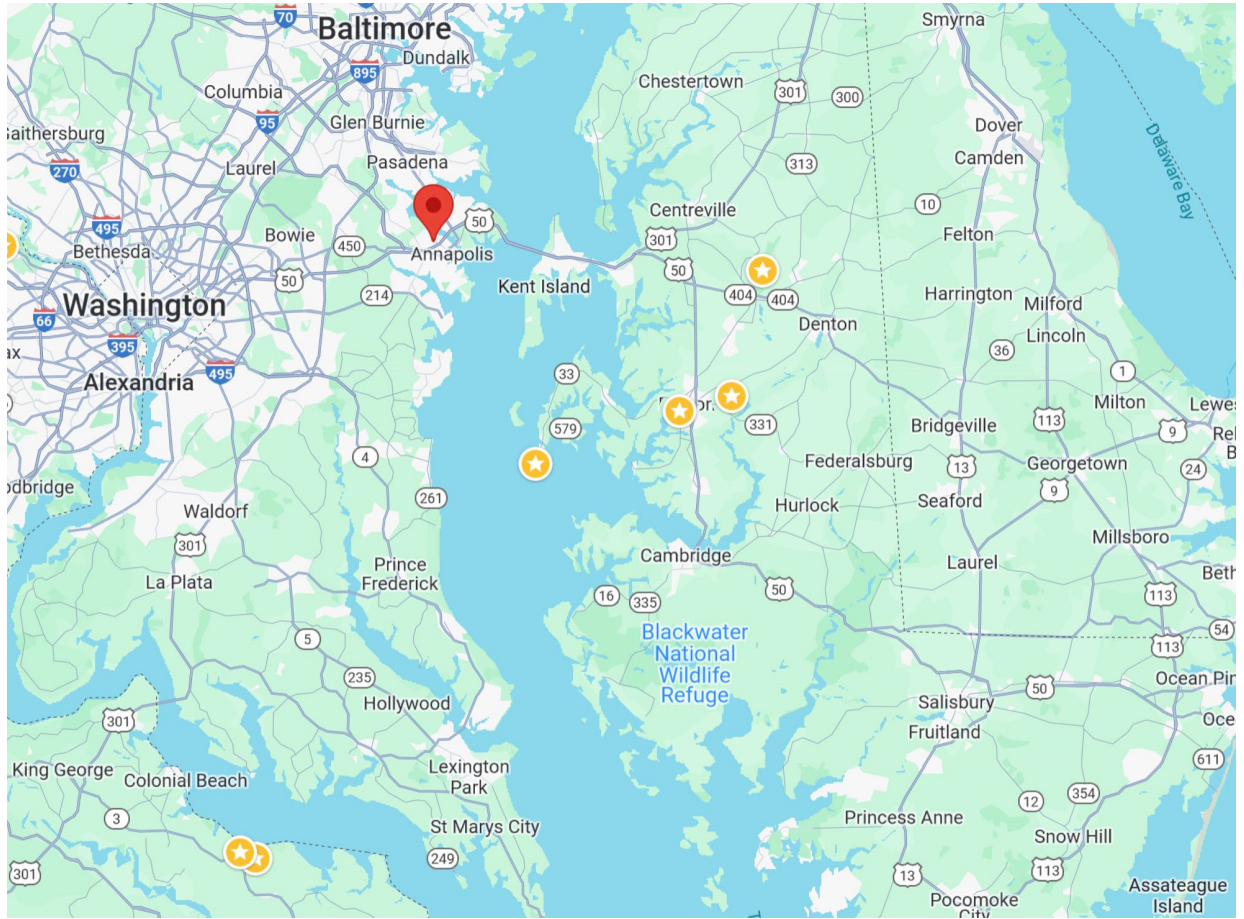 70
Smyrna
Baltimore
Dundalk
895
Chestertown
301
300
Columbia
95
Glen Burnie
Dover
Gaithersburg
Camden
270
Laurel
Pasadena
313
Delaware Bay
495
Bowie
450
50
Centreville
10
Bethesda
Annapolis
301
Felton
50
50
Kent Island
404
404
Washington
214
Harrington
Milford
66
Denton
Lincoln
395
36
Alexandria
495
33
1
Milton
331
113
579
Bridgeville
9
4
Federalsburg
13
Georgetown
24
261
Seaford
9
Waldorf
Hurlock
301
Millsboro
Cambridge
Laurel
La Plata
Prince
Frederick
16
335
50
113
5
Blackwater
National
Wildlife
Refuge
54
113
235
50
Hollywood
Salisbury
301
Fruitland
King George
Colonial Beach
Lexington
Park
611
3
12
354
St Marys City
Princess Anne
Snow Hill
249
301
13
113
Assateague
Island
Pocomoke
City